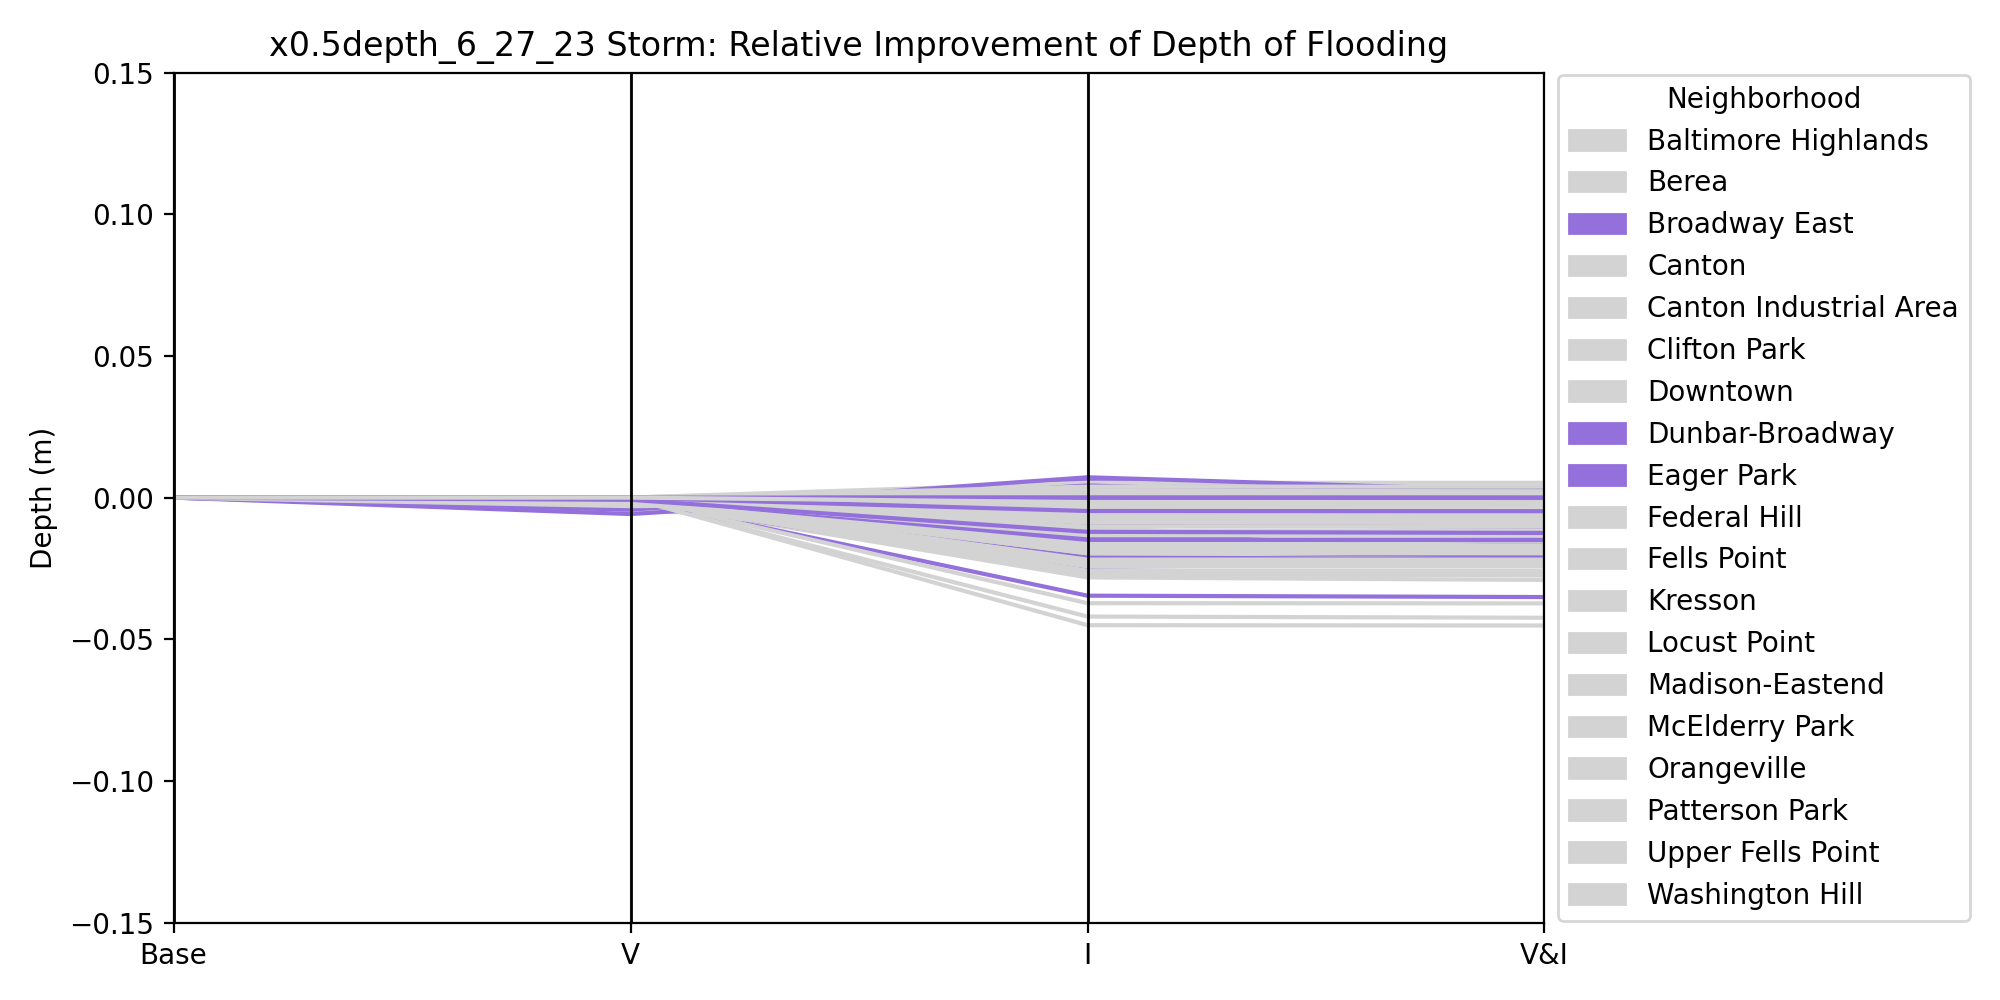 x0.5depth_6_27_23 Storm: Relative Improvement of Depth of Flooding
0.15
0.10
0.05
0.00
−0.05
−0.10
−0.15
Depth (m)
Base
V
I
V&I
Neighborhood
Baltimore Highlands
Berea
Broadway East
Canton
Canton Industrial Area
Clifton Park
Downtown
Dunbar-Broadway
Eager Park
Federal Hill
Fells Point
Kresson
Locust Point
Madison-Eastend
McElderry Park
Orangeville
Patterson Park
Upper Fells Point
Washington Hill